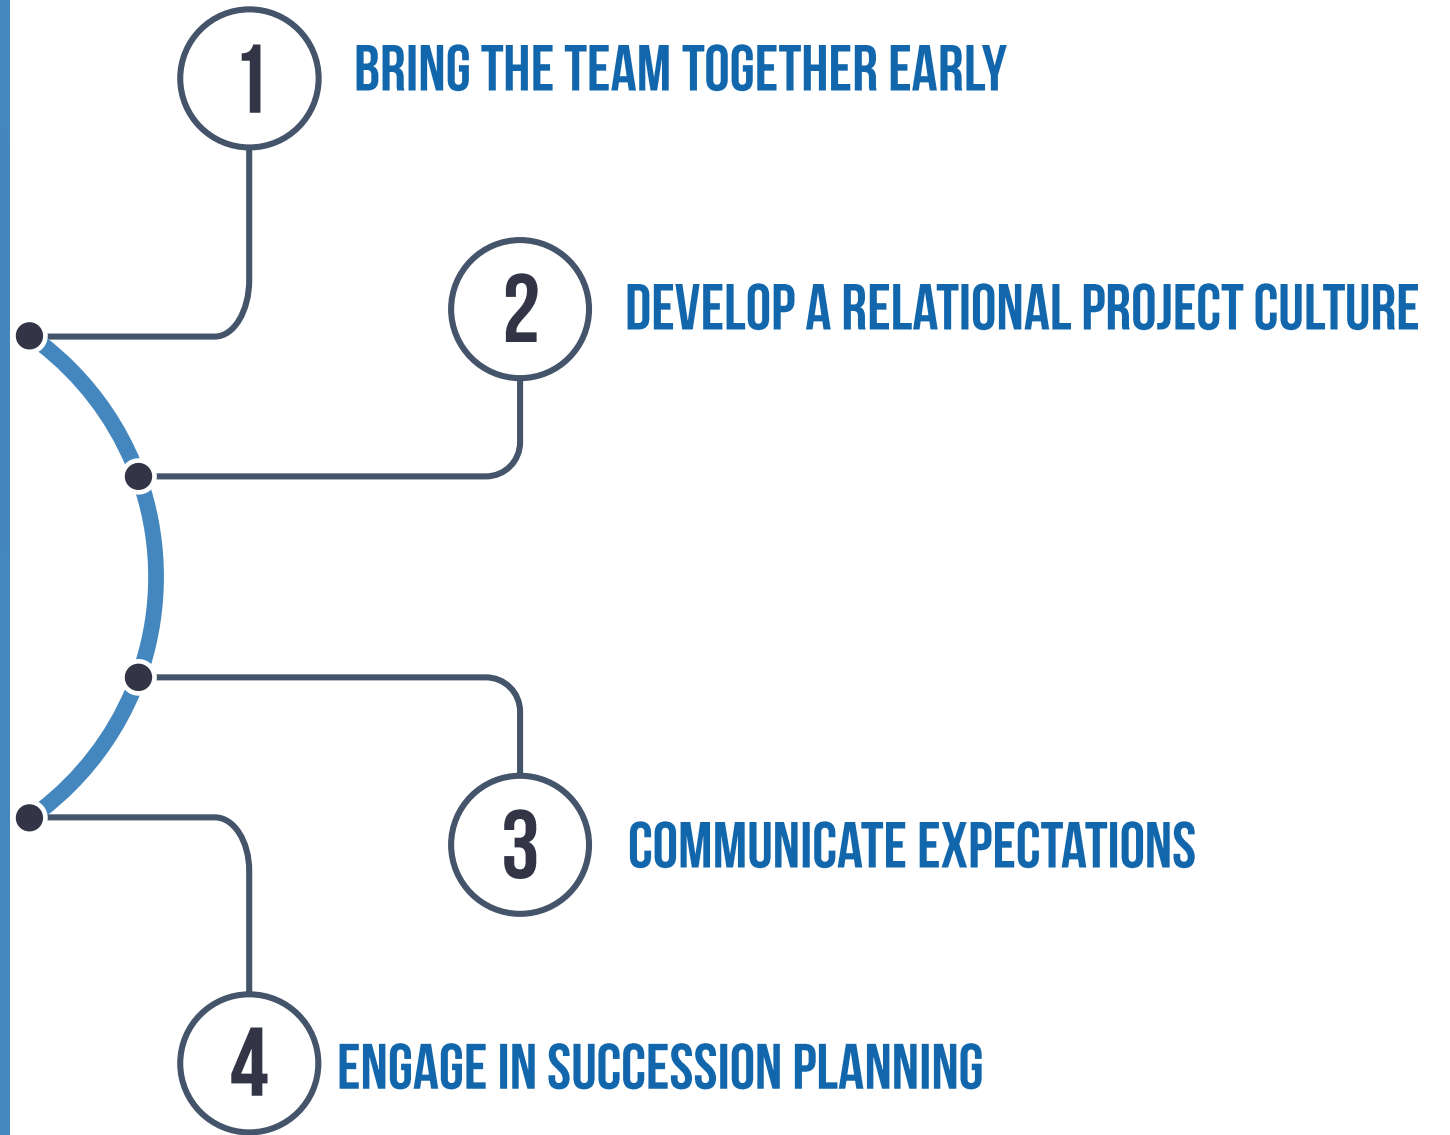 1
BRING THE TEAM TOGETHER EARLY
2
DEVELOP A RELATIONAL PROJECT CULTURE
3
COMMUNICATE EXPECTATIONS
4
ENGAGE IN SUCCESSION PLANNING